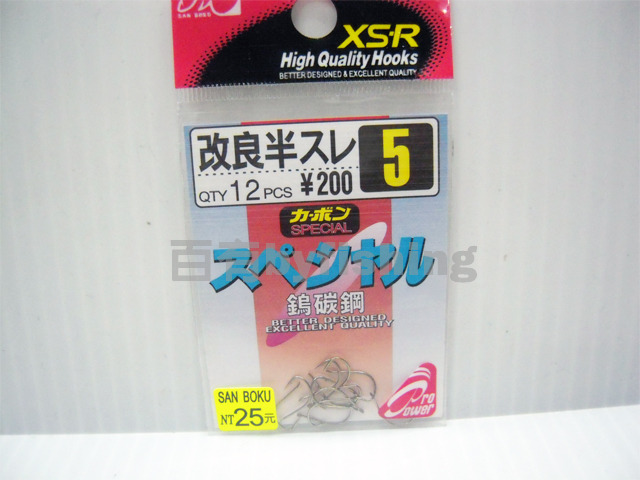 SAN BOKU
XS-R
High Quality Hooks
BETTER DESIGNED & EXCELLENT QUALITY
改良半スレ 5
QTY 12PCS ¥200
カーボン
SPECIAL
スペシャル
鎢碳鋼
BETTER DESIGNED
EXCELLENT QUALITY
SAN BOKU
NT25元
Pro
Power